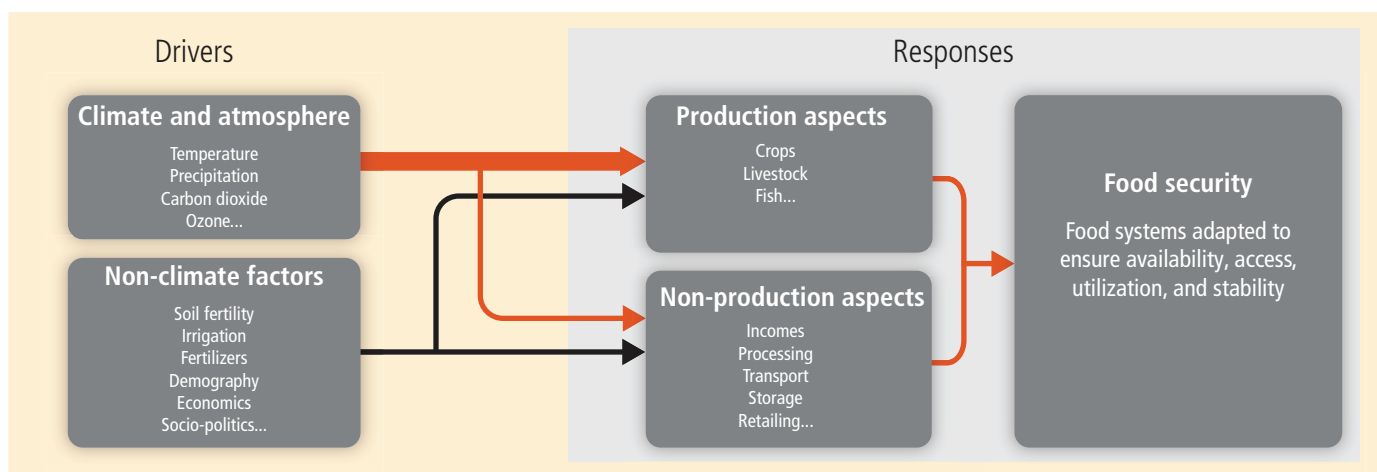 Drivers
Responses
Climate and atmosphere
Temperature
Precipitation
Carbon dioxide
Ozone...
Non-climate factors
Soil fertility
Irrigation
Fertilizers
Demography
Economics
Socio-politics...
Production aspects
Crops
Livestock
Fish...
Non-production aspects
Incomes
Processing
Transport
Storage
Retailing...
Food security
Food systems adapted to
ensure availability, access,
utilization, and stability